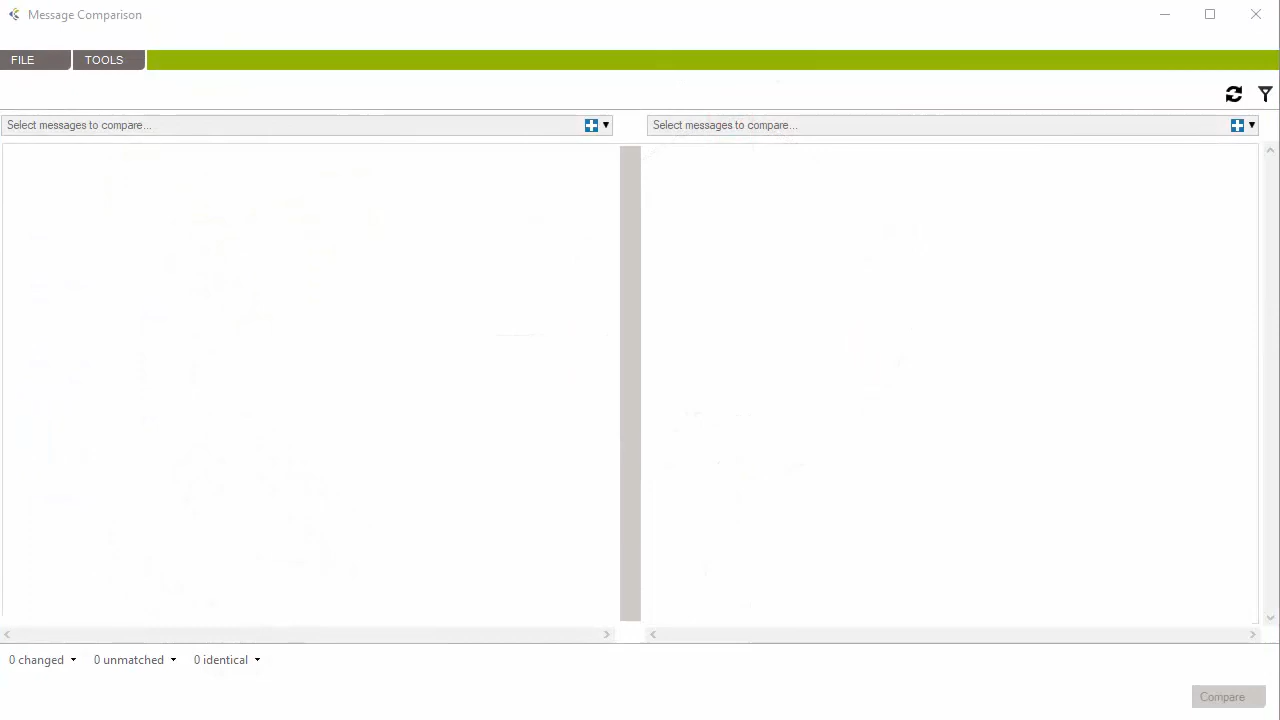 Message Comparison
FILE TOOLS
Select messages to compare... Select messages to compare...
0 changed 0 unmatched 0 identical
Compare